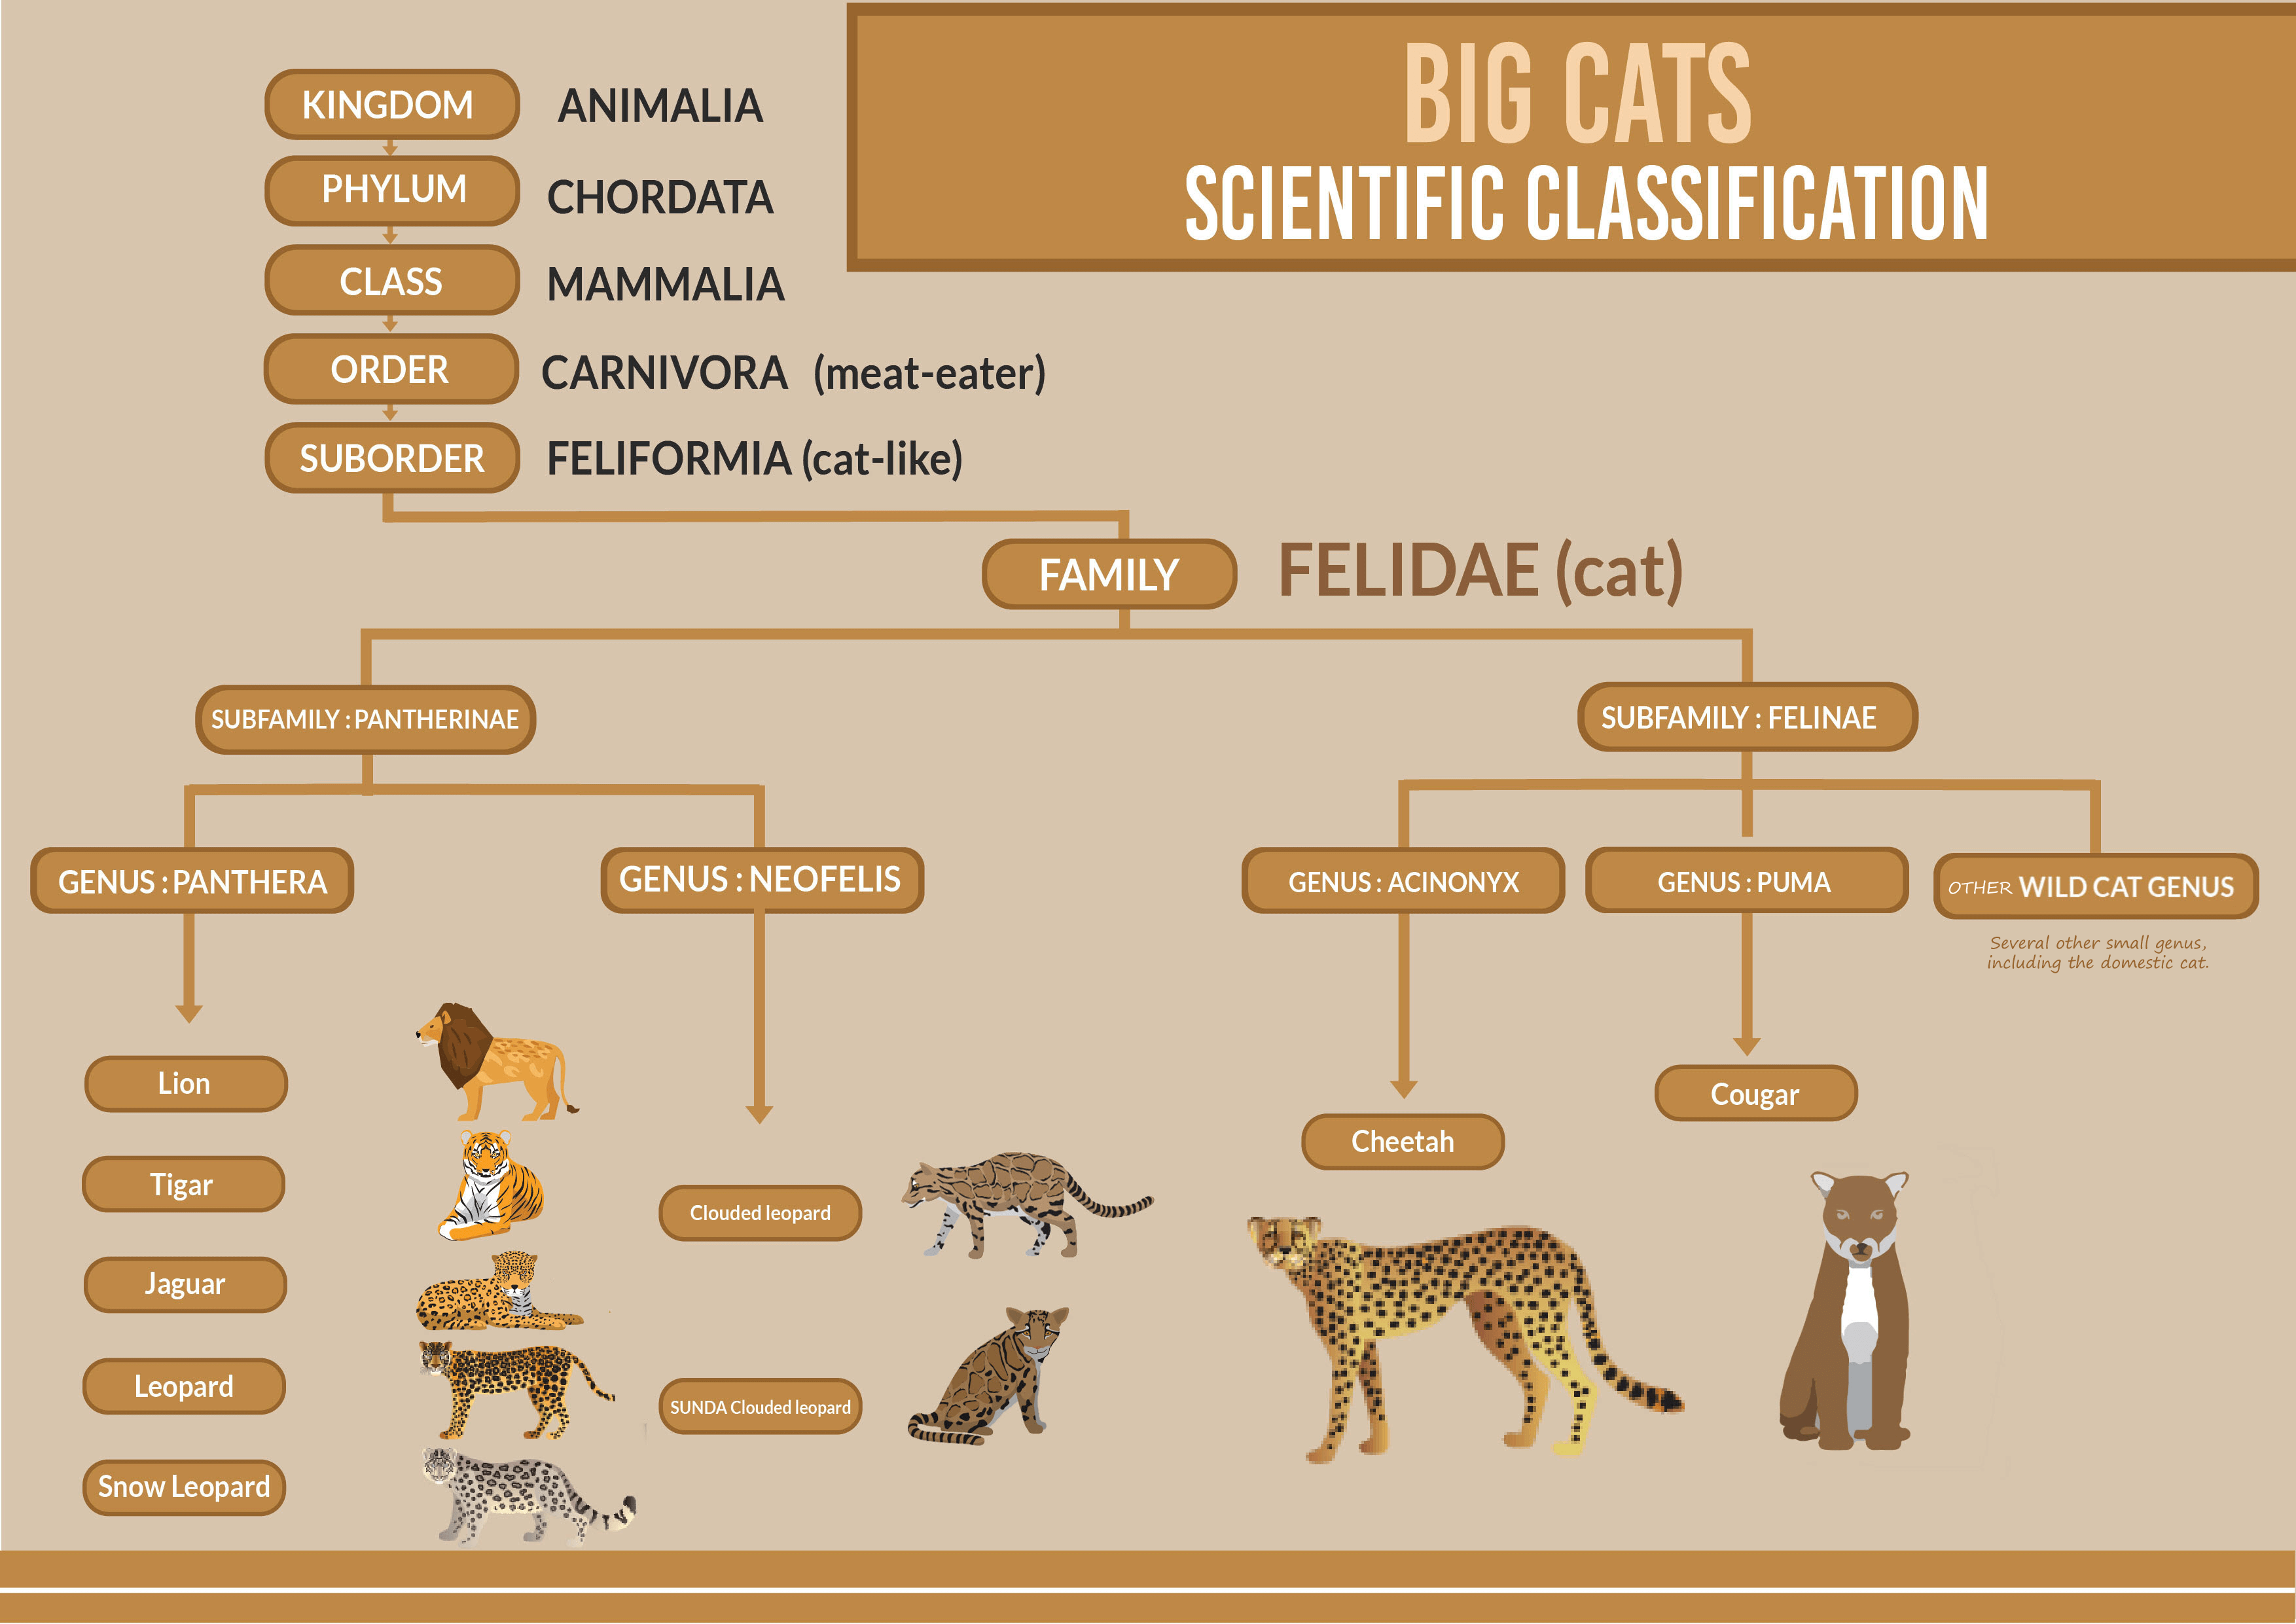 BIG CATS
SCIENTIFIC CLASSIFICATION
KINGDOM ANIMALIA
PHYLUM CHORDATA
CLASS MAMMALIA
ORDER CARNIVORA (meat-eater)
SUBORDER FELIFORMIA (cat-like)
FAMILY FELIDAE (cat)
SUBFAMILY : PANTHERINAE
SUBFAMILY : FELINAE
GENUS : PANTHERA
GENUS : NEOFELIS
GENUS : ACINONYX
GENUS : PUMA
OTHER WILD CAT GENUS
Several other small genus,
including the domestic cat.
Lion
Tigar
Jaguar
Leopard
Snow Leopard
Clouded leopard
SUNDA Clouded leopard
Cheetah
Cougar